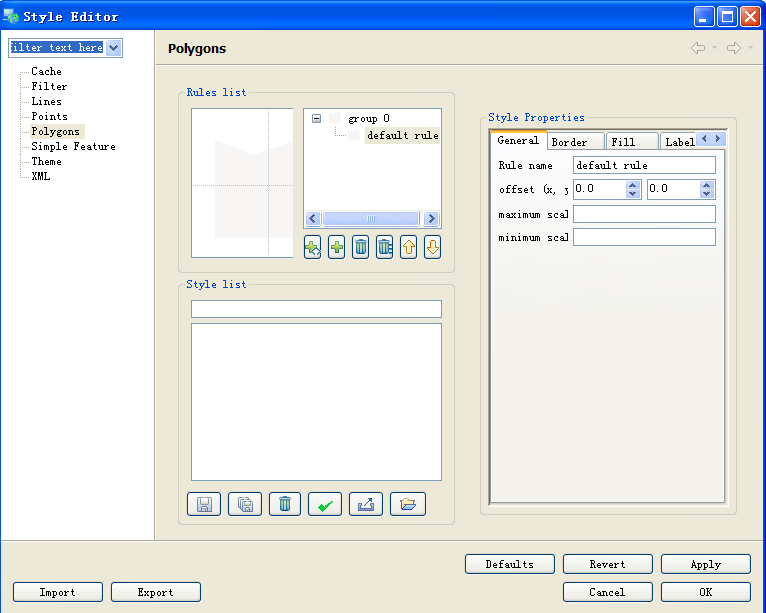 Style Editor
ilter text here
Polygons
Cache
Filter
Lines
Points
Polygons
Simple Feature
Theme
XML
Rules list
group 0
default rule
Style list
Style Properties
General Border Fill Label
Rule name default rule
offset (x, 0.0 0.0
maximum scal
minimum scal
Defaults Revert Apply
Import Export Cancel OK